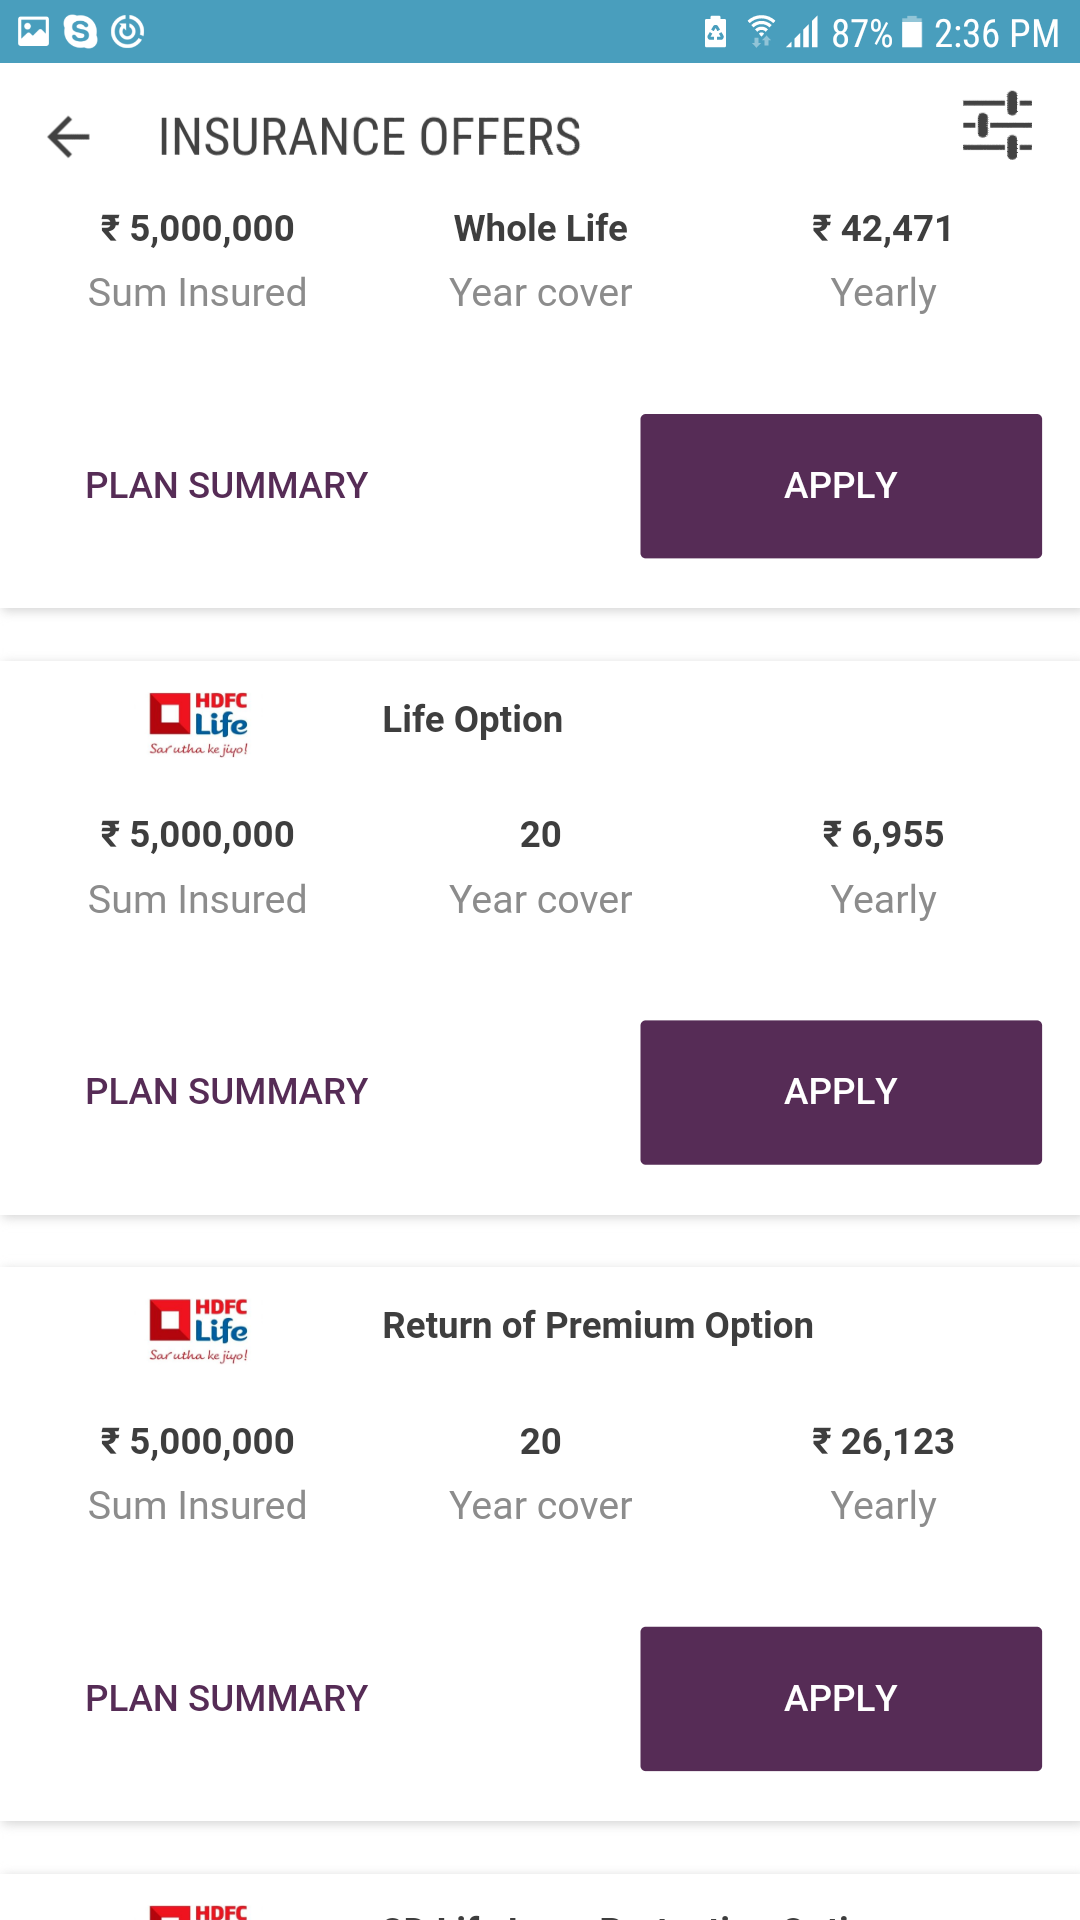 87% 2:36 PM
INSURANCE OFFERS
₹ 5,000,000 Whole Life ₹ 42,471
Sum Insured Year cover Yearly
PLAN SUMMARY APPLY
HDFC Life Life Option
Sar utha ke jiyo!
₹ 5,000,000 20 ₹ 6,955
Sum Insured Year cover Yearly
PLAN SUMMARY APPLY
HDFC Life Return of Premium Option
Sar utha ke jiyo!
₹ 5,000,000 20 ₹ 26,123
Sum Insured Year cover Yearly
PLAN SUMMARY APPLY
HDFC